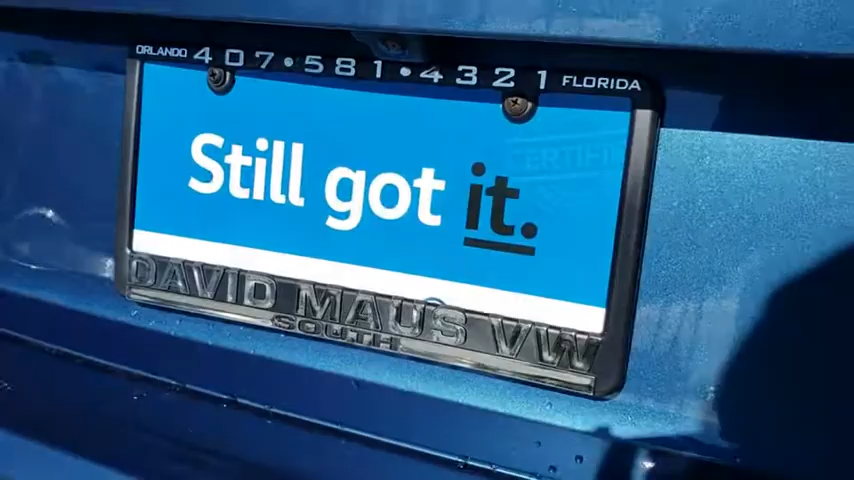 ORLANDO 407•581•4321 FLORIDA
Still got it.
DAVID MAUS VW
SOUTH